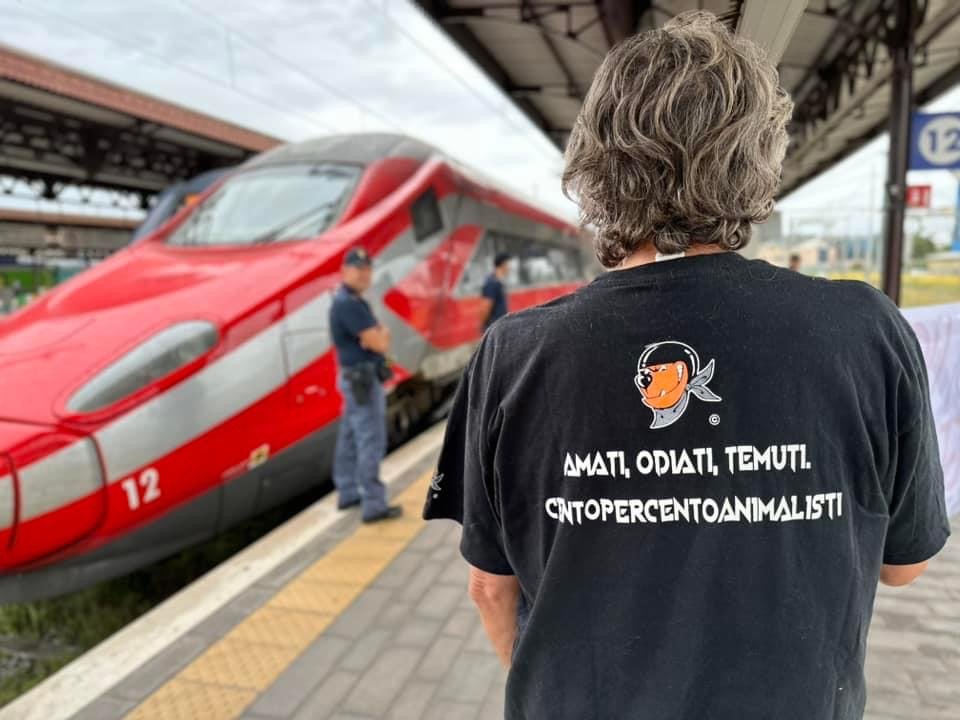 12
AMATI, ODIATI, TEMUTI.
CENTOPERCENTOANIMALISTI
©
12